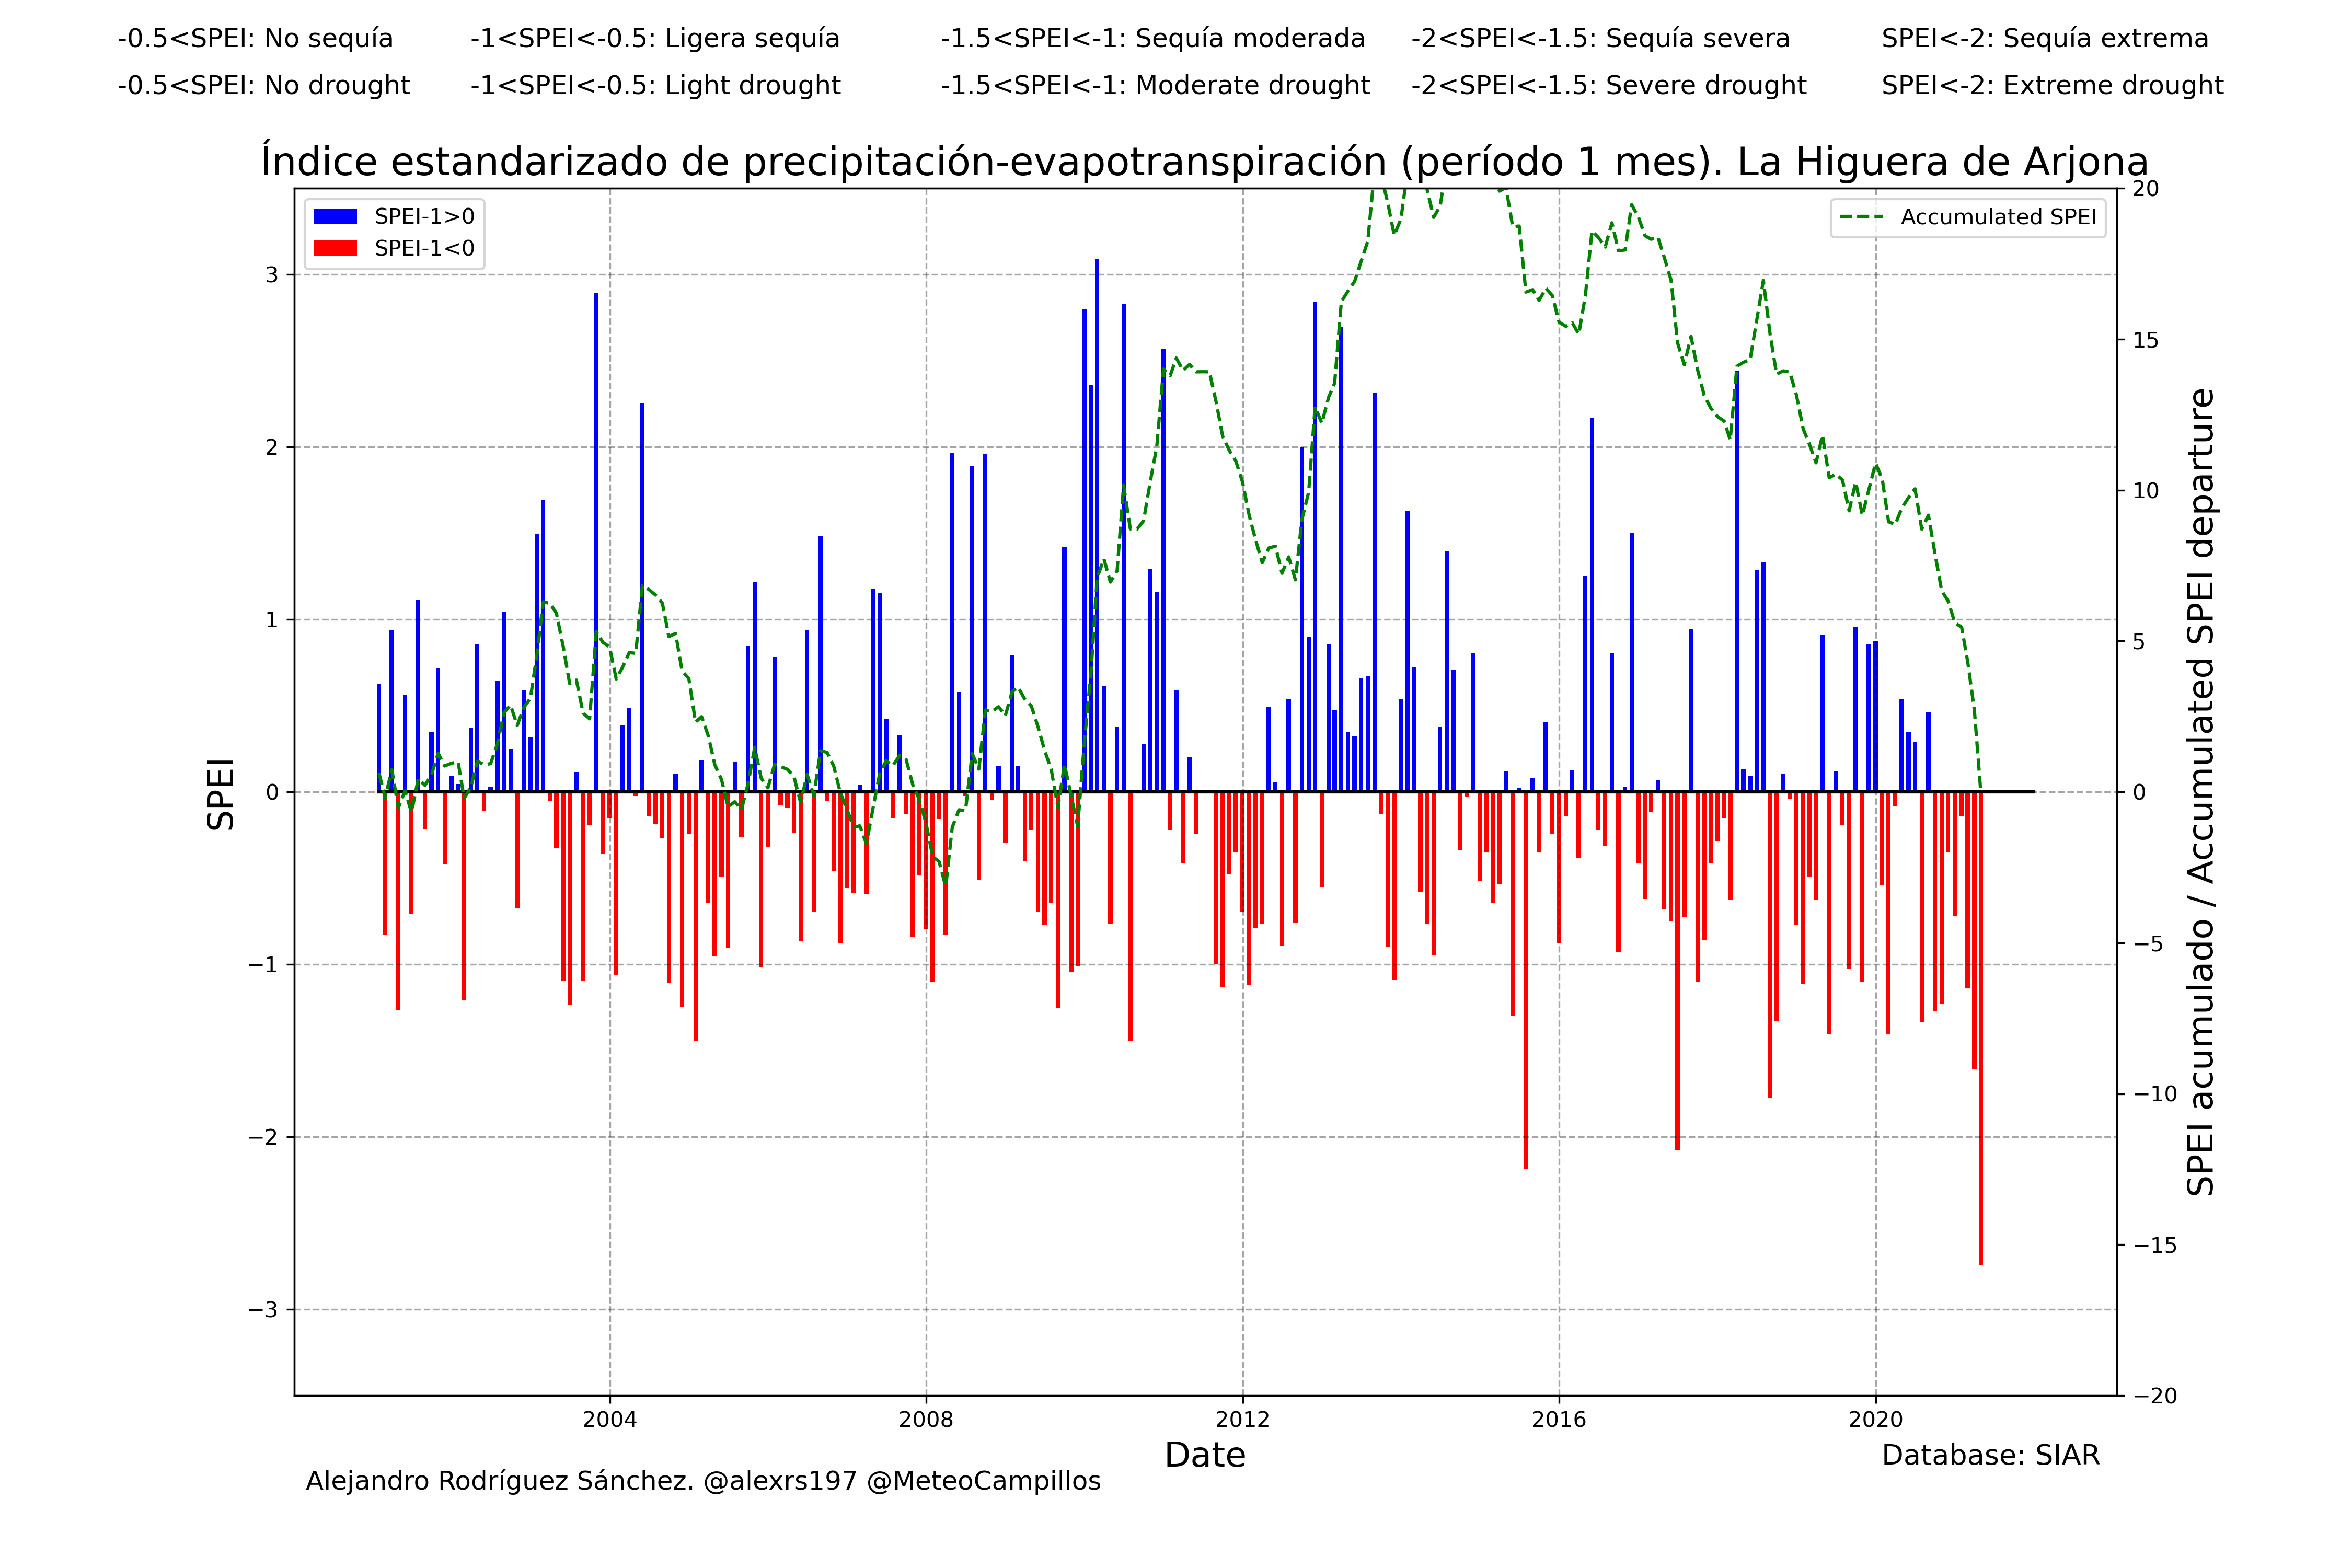 -0.5<SPEI: No sequía -1<SPEI<-0.5: Ligera sequía -1.5<SPEI<-1: Sequía moderada -2<SPEI<-1.5: Sequía severa SPEI<-2: Sequía extrema
-0.5<SPEI: No drought -1<SPEI<-0.5: Light drought -1.5<SPEI<-1: Moderate drought -2<SPEI<-1.5: Severe drought SPEI<-2: Extreme drought
Índice estandarizado de precipitación-evapotranspiración (período 1 mes). La Higuera de Arjona
SPEI-1>0
SPEI-1<0
Accumulated SPEI
SPEI
3
2
1
0
−1
−2
−3
20
15
10
5
0
−5
−10
−15
−20
SPEI acumulado / Accumulated SPEI departure
2004 2008 2012 2016 2020
Date
Database: SIAR
Alejandro Rodríguez Sánchez. @alexrs197 @MeteoCampillos